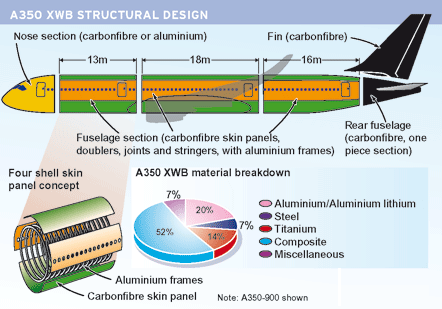 A350 XWB STRUCTURAL DESIGN
Nose section (carbonfibre or aluminium)
Fin (carbonfibre)
13m
18m
16m
Fuselage section (carbonfibre skin panels,
doublers, joints and stringers, with aluminium frames)
Rear fuselage
(carbonfibre, one
piece section)
Four shell skin
panel concept
Aluminium frames
Carbonfibre skin panel
A350 XWB material breakdown
7%
20%
7%
14%
52%
Aluminium/Aluminium lithium
Steel
Titanium
Composite
Miscellaneous
Note: A350-900 shown